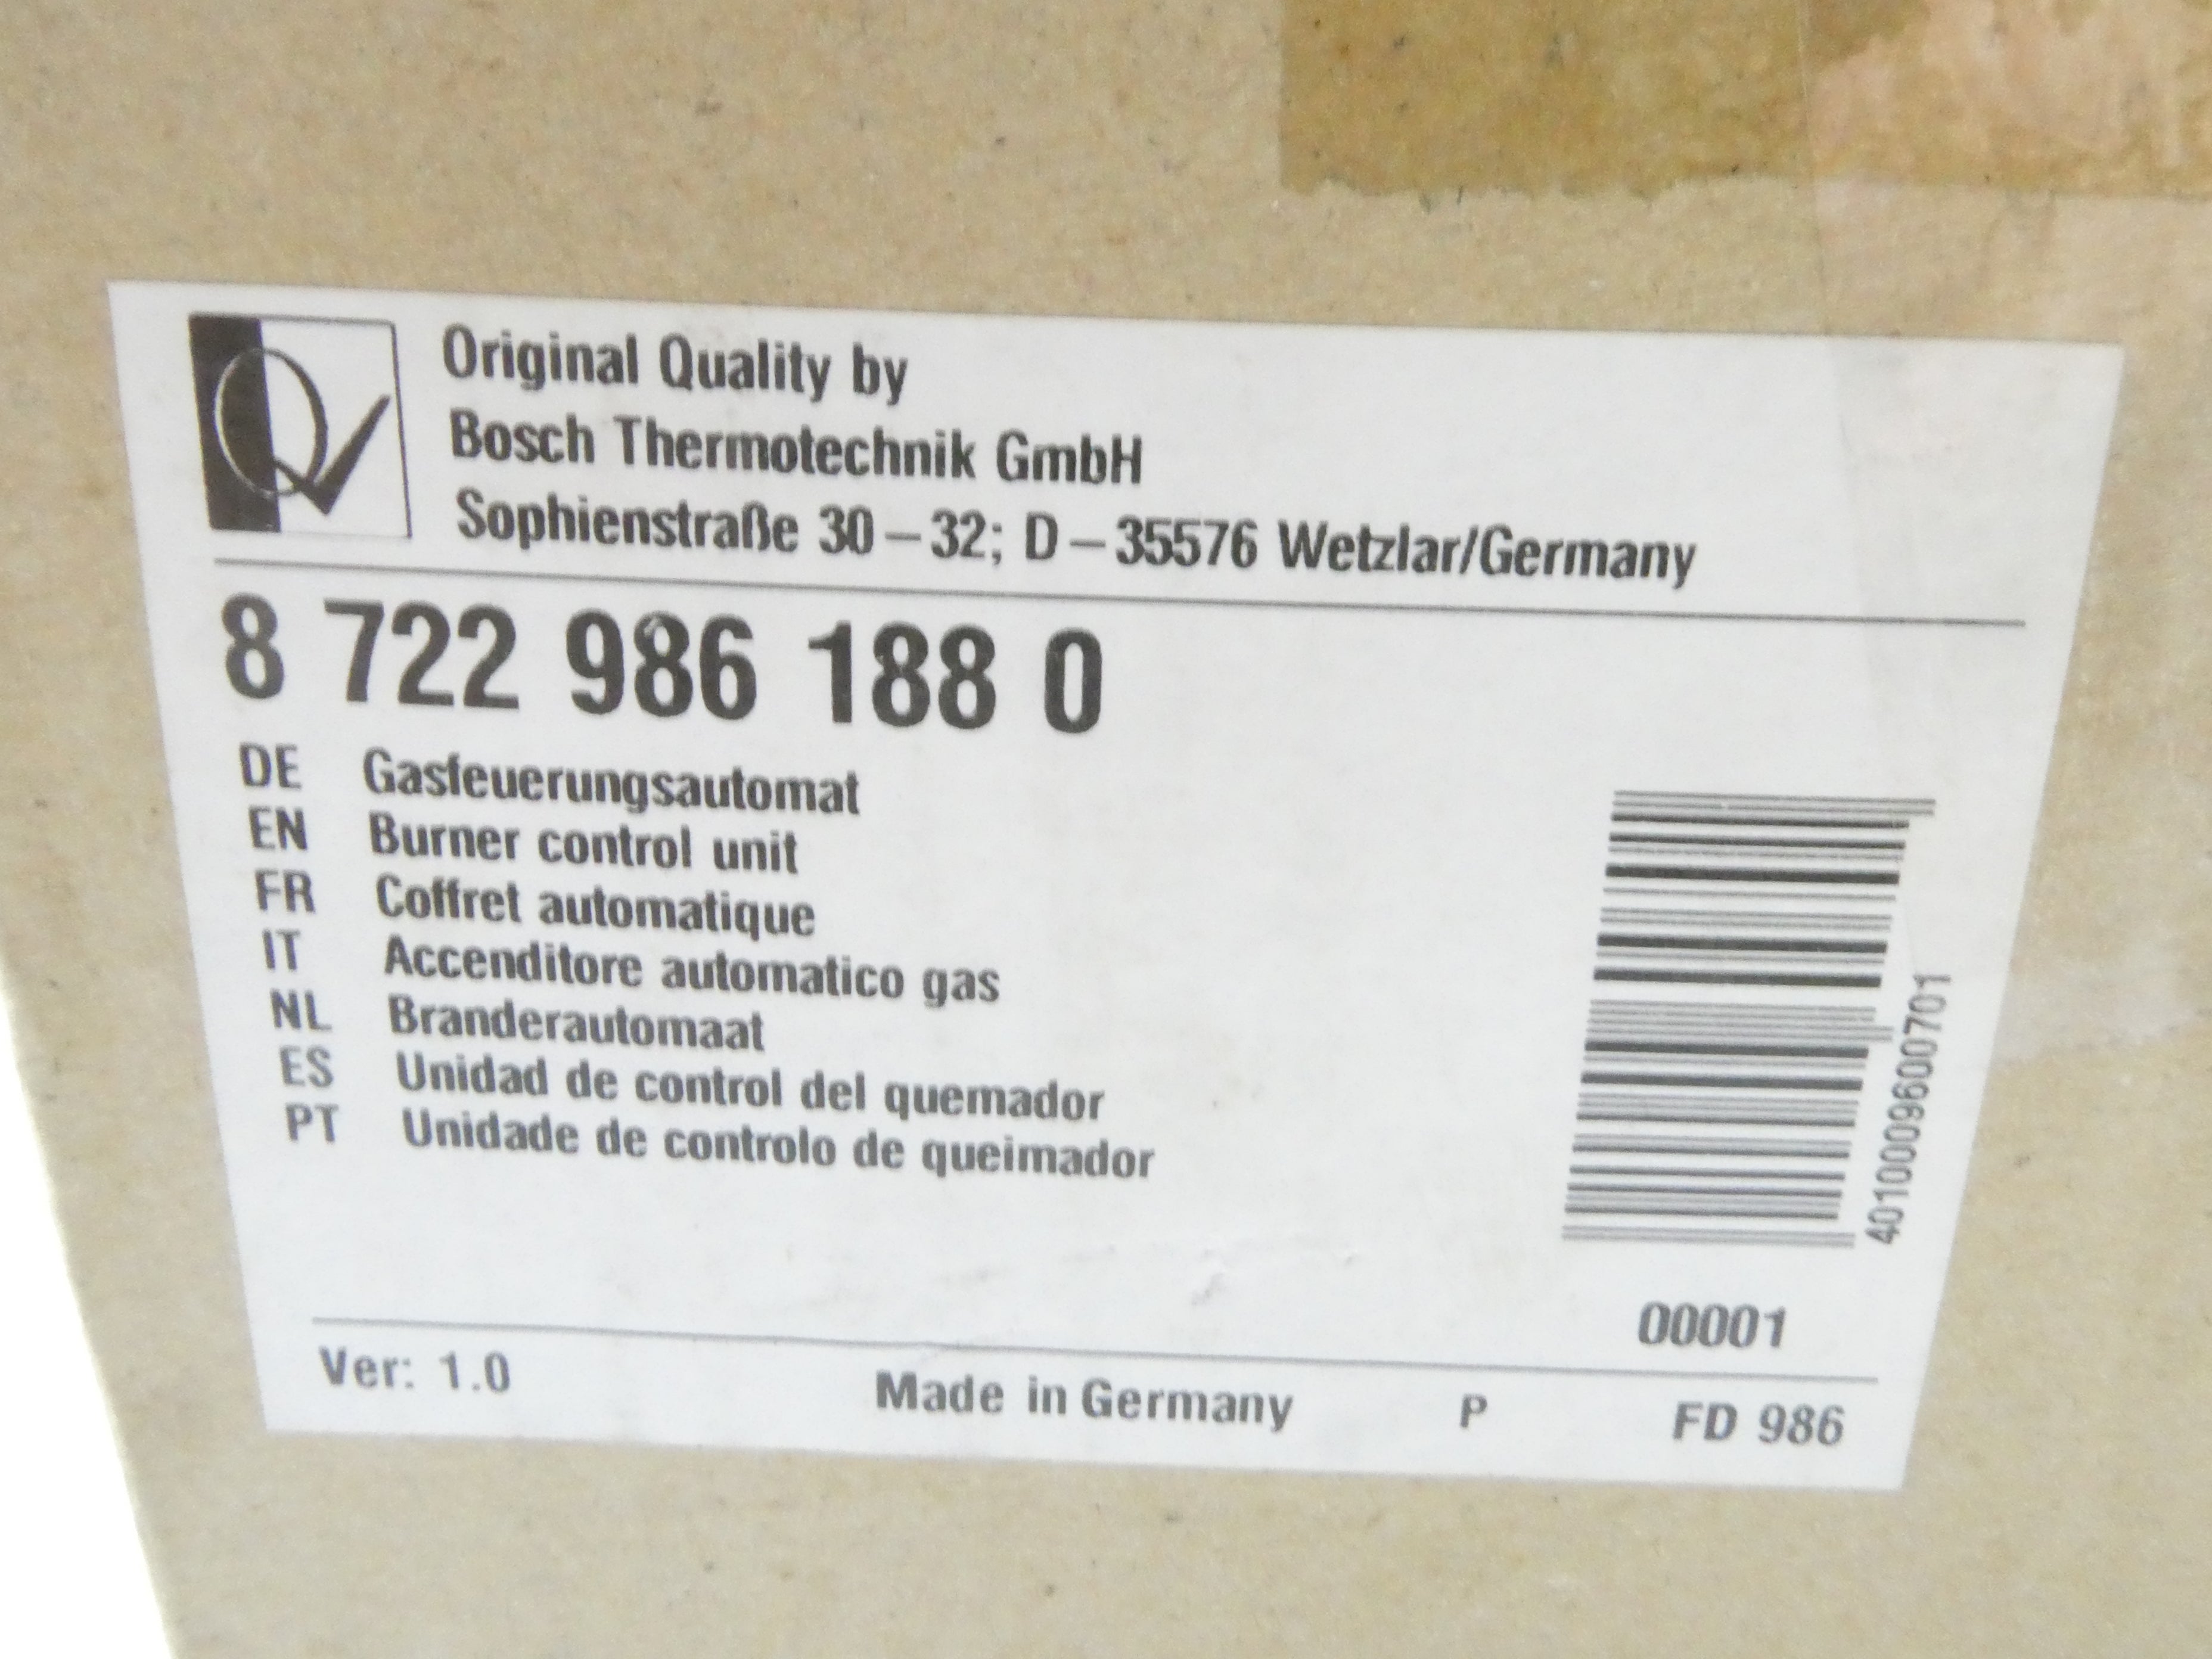 Original Quality by
Bosch Thermotechnik GmbH
Sophienstraße 30 – 32; D – 35576 Wetzlar/Germany
8 722 986 188 0
DE Gasfeuerungsautomat
EN Burner control unit
FR Coffret automatique
IT Accenditore automatico gas
NL Branderautomaat
ES Unidad de control del quemador
PT Unidade de controlo de queimador
4010009600701
00001
Ver: 1.0 Made in Germany P FD 986